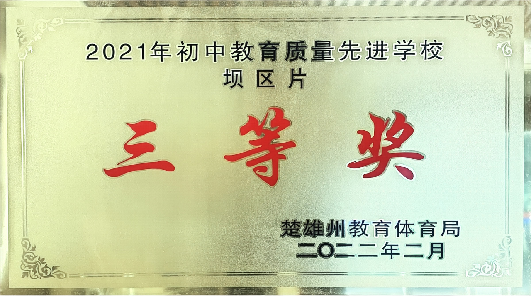 2021年初中教育质量先进学校
坝区片
三等奖
楚雄州教育体育局
二〇二二年二月